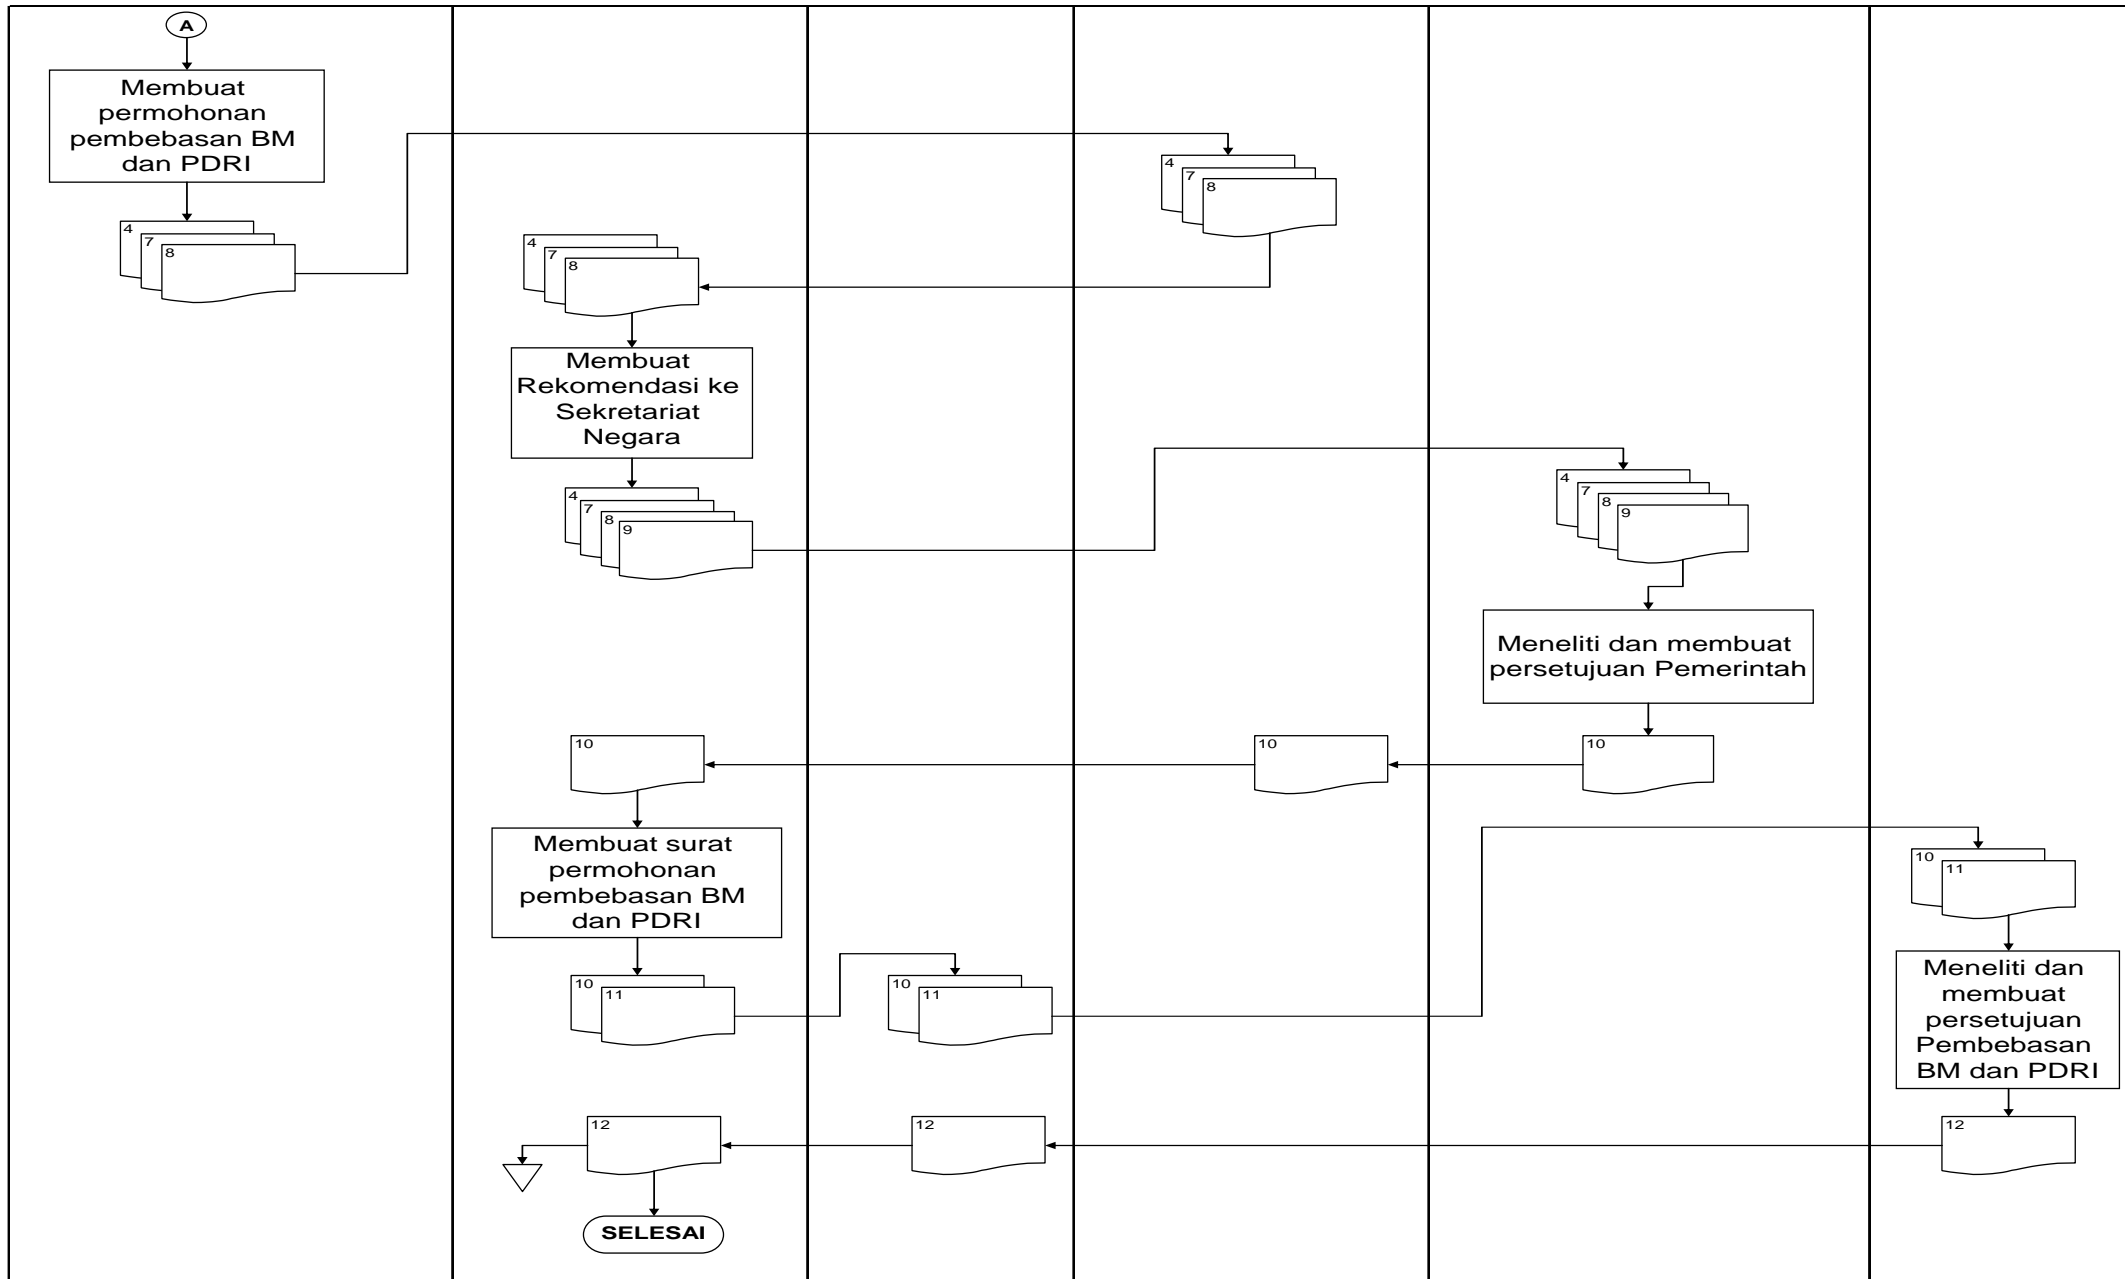 A
Membuat
permohonan
pembebasan BM
dan PDRI
4
7
8
4
7
8
4
7
8
Membuat
Rekomendasi ke
Sekretariat
Negara
4
7
8
9
4
7
8
9
Meneliti dan membuat
persetujuan Pemerintah
10
10
10
Membuat surat
permohonan
pembebasan BM
dan PDRI
10
11
10
11
10
11
Meneliti dan
membuat
persetujuan
Pembebasan
BM dan PDRI
12
12
12
SELESAI